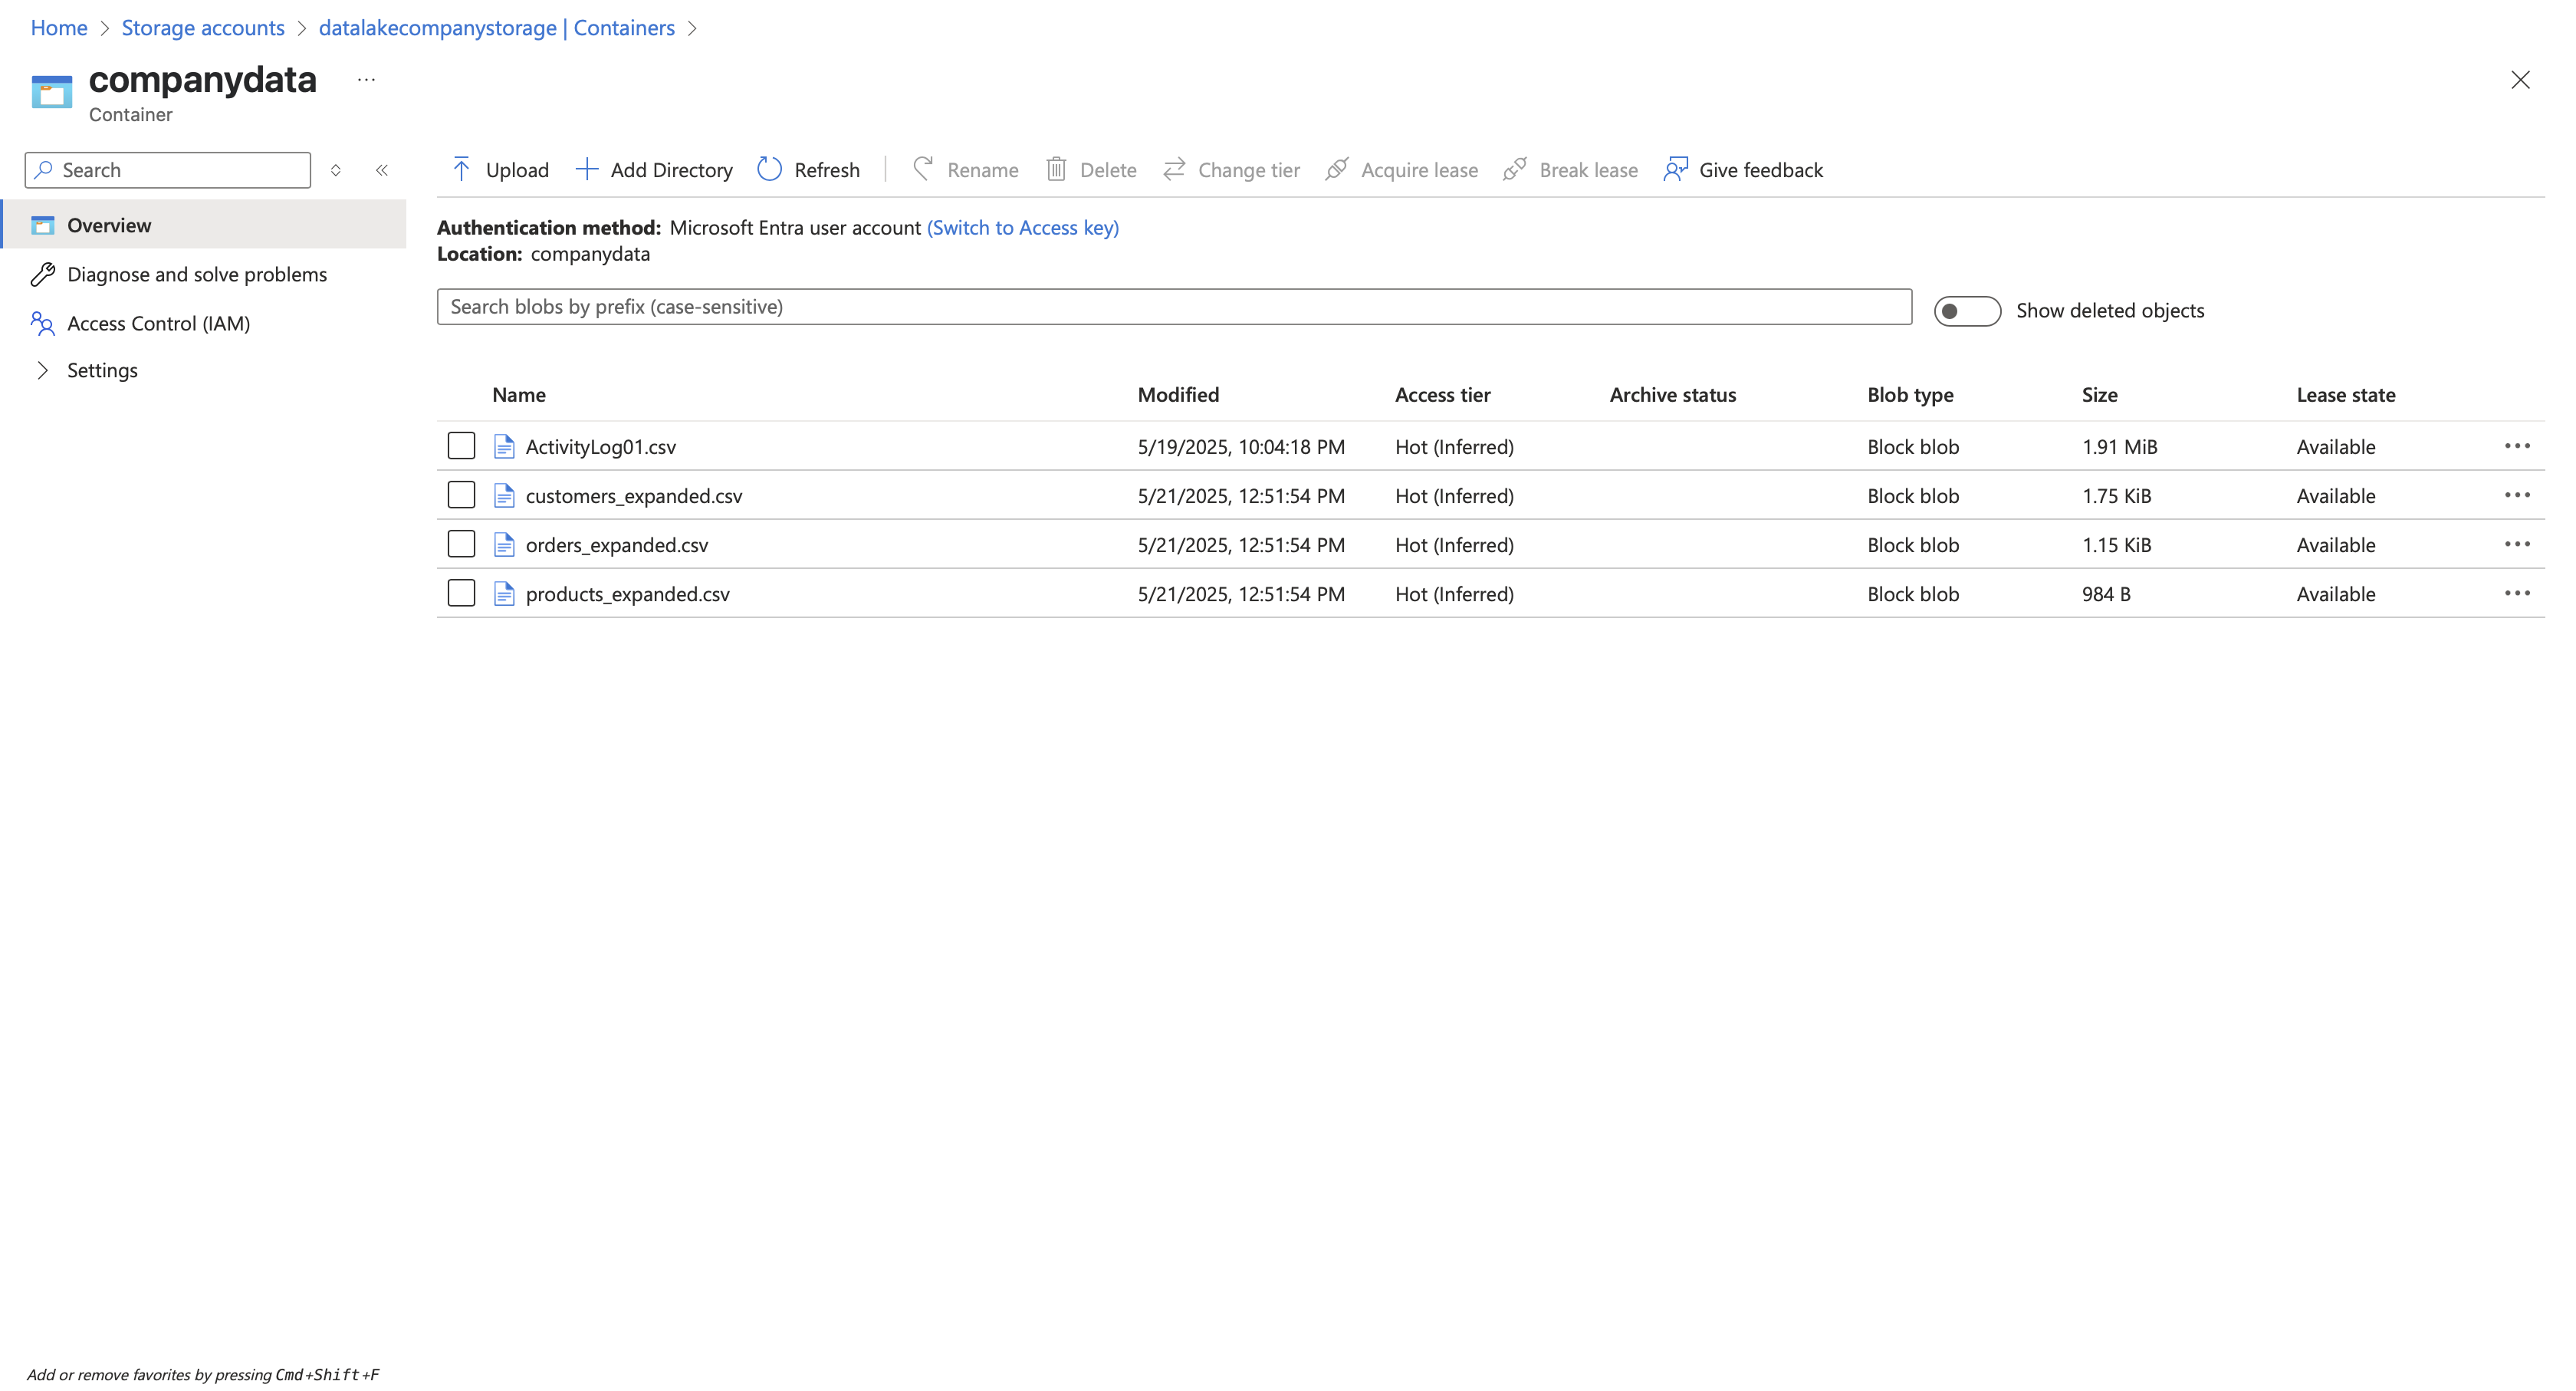 Home > Storage accounts > datalakecompanystorage | Containers >
companydata ...
Container
Search
Upload Add Directory Refresh Rename Delete Change tier Acquire lease Break lease Give feedback
Overview
Diagnose and solve problems
Access Control (IAM)
Settings
Authentication method: Microsoft Entra user account (Switch to Access key)
Location: companydata
Search blobs by prefix (case-sensitive)
Show deleted objects
Name Modified Access tier Archive status Blob type Size Lease state
ActivityLog01.csv 5/19/2025, 10:04:18 PM Hot (Inferred) Block blob 1.91 MiB Available ...
customers_expanded.csv 5/21/2025, 12:51:54 PM Hot (Inferred) Block blob 1.75 KiB Available ...
orders_expanded.csv 5/21/2025, 12:51:54 PM Hot (Inferred) Block blob 1.15 KiB Available ...
products_expanded.csv 5/21/2025, 12:51:54 PM Hot (Inferred) Block blob 984 B Available ...
Add or remove favorites by pressing Cmd+Shift+F